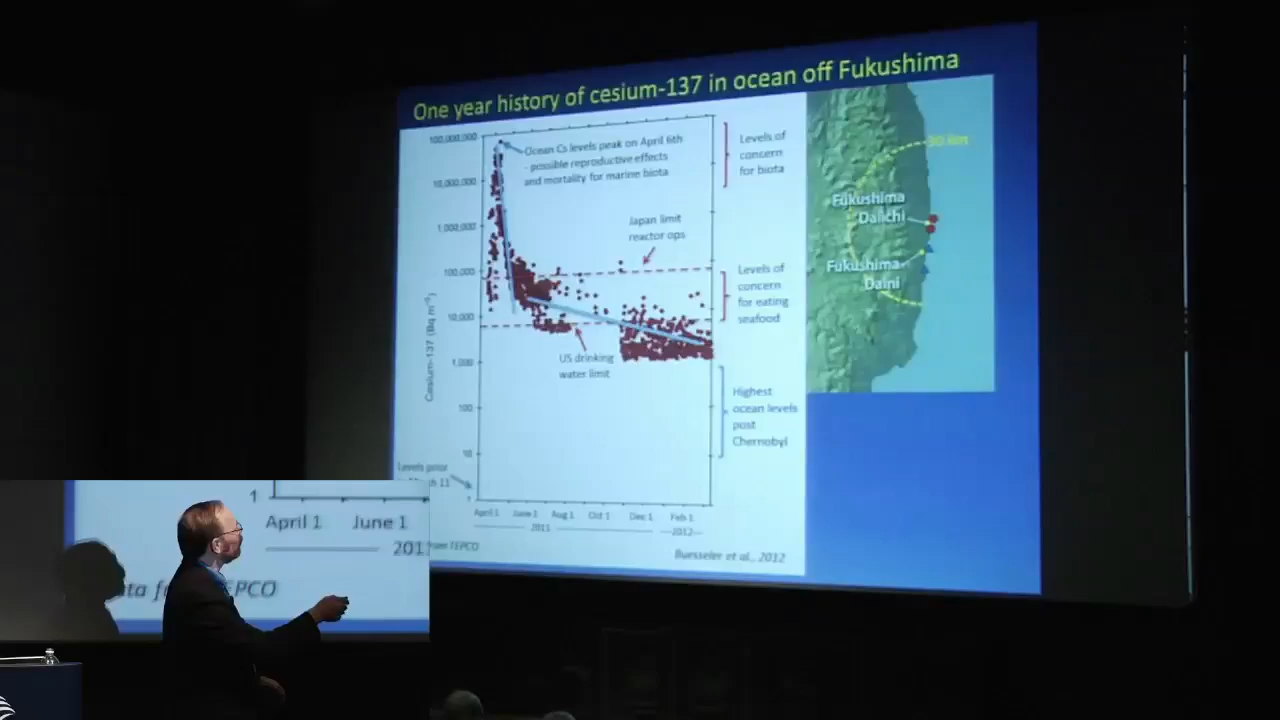 One year history of cesium-137 in ocean off Fukushima
100,000,000
10,000,000
1,000,000
100,000
10,000
1,000
100
10
1
Cesium-137 (Bq m⁻³)
Ocean Cs levels peak on April 6th
- possible reproductive effects
and mortality for marine biota
Japan limit
reactor ops
US drinking
water limit
Levels prior
11
Levels of
concern
for biota
Levels of
concern
for eating
seafood
Highest
ocean levels
post
Chernobyl
April 1 June 1 Aug 1 Oct 1 Dec 1 Feb 1
2011 2012
from TEPCO
Buesseler et al., 2012
30 km
Fukushima
Daiichi
Fukushima
Daini
1
April 1 June 1
201